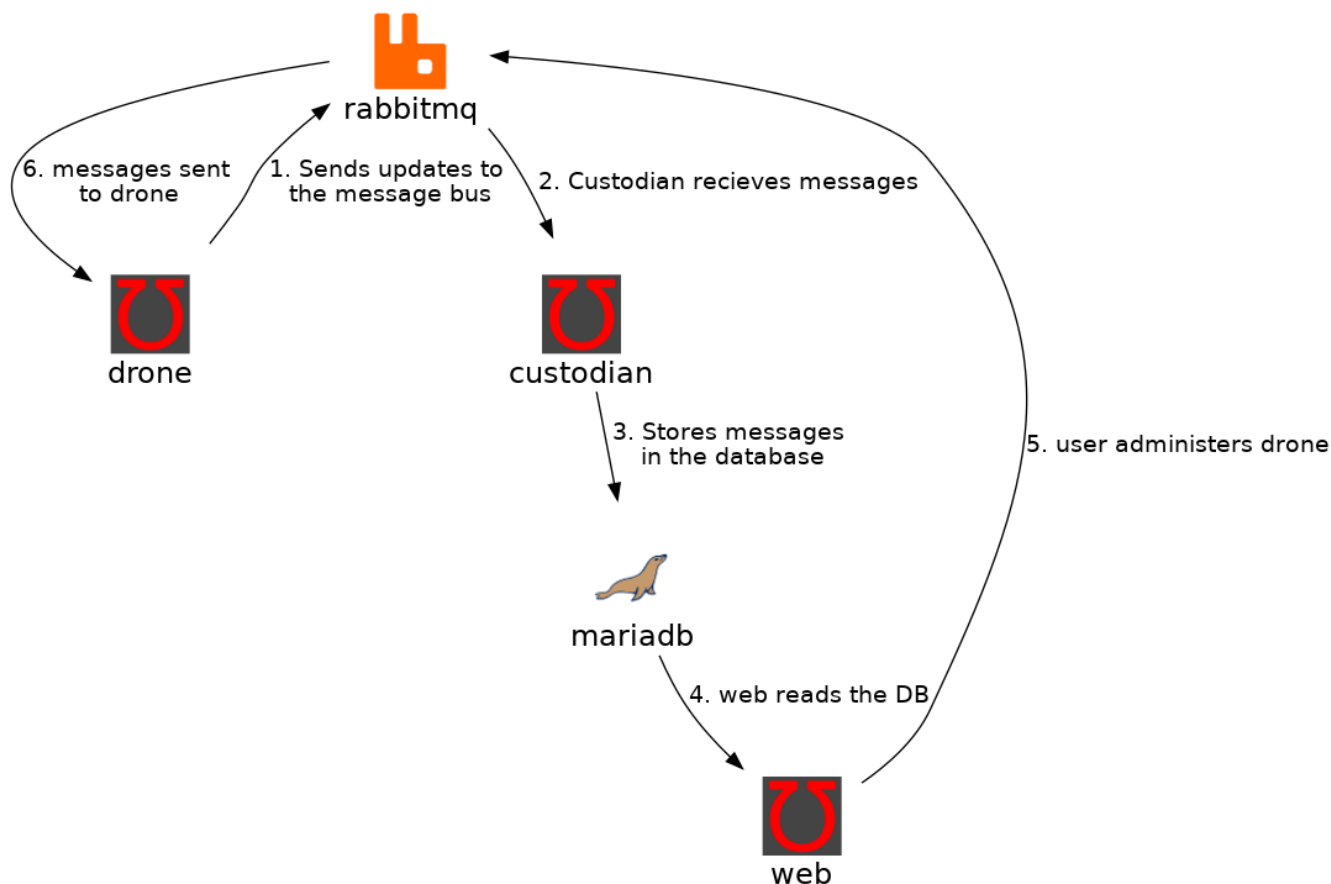 rabbitmq
6. messages sent
to drone
1. Sends updates to
the message bus
2. Custodian recieves messages
drone
custodian
3. Stores messages
in the database
5. user administers drone
mariadb
4. web reads the DB
web